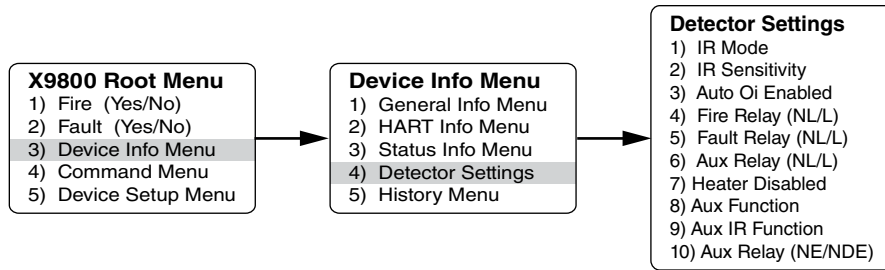 X9800 Root Menu
1) Fire (Yes/No)
2) Fault (Yes/No)
3) Device Info Menu
4) Command Menu
5) Device Setup Menu
Device Info Menu
1) General Info Menu
2) HART Info Menu
3) Status Info Menu
4) Detector Settings
5) History Menu
Detector Settings
1) IR Mode
2) IR Sensitivity
3) Auto Oi Enabled
4) Fire Relay (NL/L)
5) Fault Relay (NL/L)
6) Aux Relay (NL/L)
7) Heater Disabled
8) Aux Function
9) Aux IR Function
10) Aux Relay (NE/NDE)